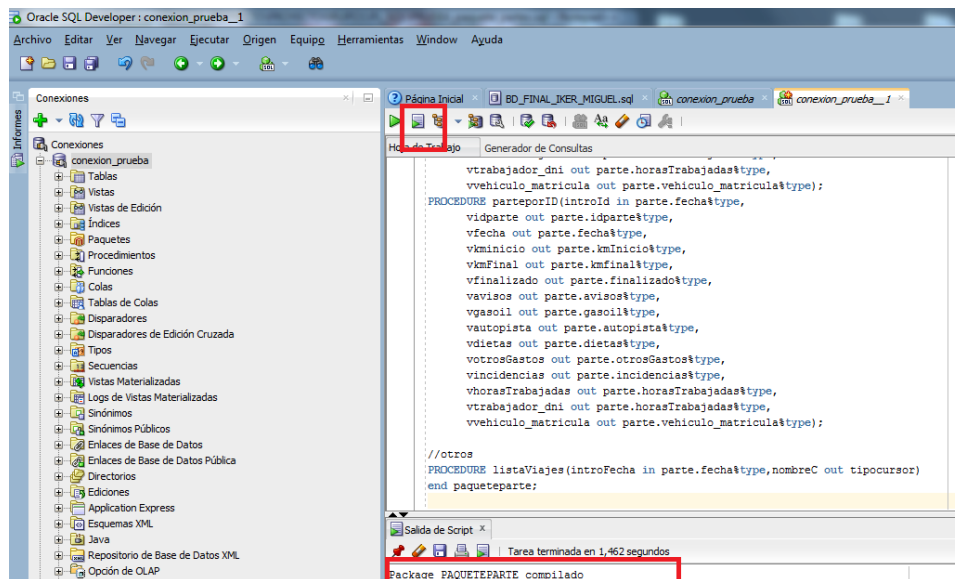 Oracle SQL Developer : conexion_prueba__1
Archivo Editar Ver Navegar Ejecutar Origen Equipo Herramientas Window Ayuda
Informes
Conexiones
Conexiones
conexion_prueba
Tablas
Vistas
Vistas de Edición
Índices
Paquetes
Procedimientos
Funciones
Colas
Tablas de Colas
Disparadores
Disparadores de Edición Cruzada
Tipos
Secuencias
Vistas Materializadas
Logs de Vistas Materializadas
Sinónimos
Sinónimos Públicos
Enlaces de Base de Datos
Enlaces de Base de Datos Pública
Directorios
Ediciones
Application Express
Esquemas XML
Java
Repositorio de Base de Datos XML
Opción de OLAP
Página Inicial BD_FINAL_IKER_MIGUEL.sql conexion_prueba conexion_prueba__1
Hoja de Trabajo Generador de Consultas
vtrabajador_dni out parte.horasTrabajadas%type,
vvehiculo_matricula out parte.vehiculo_matricula%type);
PROCEDURE parteporID(introId in parte.fecha%type,
vidparte out parte.idparte%type,
vfecha out parte.fecha%type,
vkminicio out parte.kmInicio%type,
vkmFinal out parte.kmfinal%type,
vfinalizado out parte.finalizado%type,
vavisos out parte.avisos%type,
vgasoil out parte.gasoil%type,
vautopista out parte.autopista%type,
vdietas out parte.dietas%type,
votrosGastos out parte.otrosGastos%type,
vincidencias out parte.incidencias%type,
vhorasTrabajadas out parte.horasTrabajadas%type,
vtrabajador_dni out parte.horasTrabajadas%type,
vvehiculo_matricula out parte.vehiculo_matricula%type);
//otros
PROCEDURE listaViajes(introFecha in parte.fecha%type,nombreC out tipocursor)
end paqueteparte;
Salida de Script
Tarea terminada en 1,462 segundos
Package PAQUETEPARTE compilado